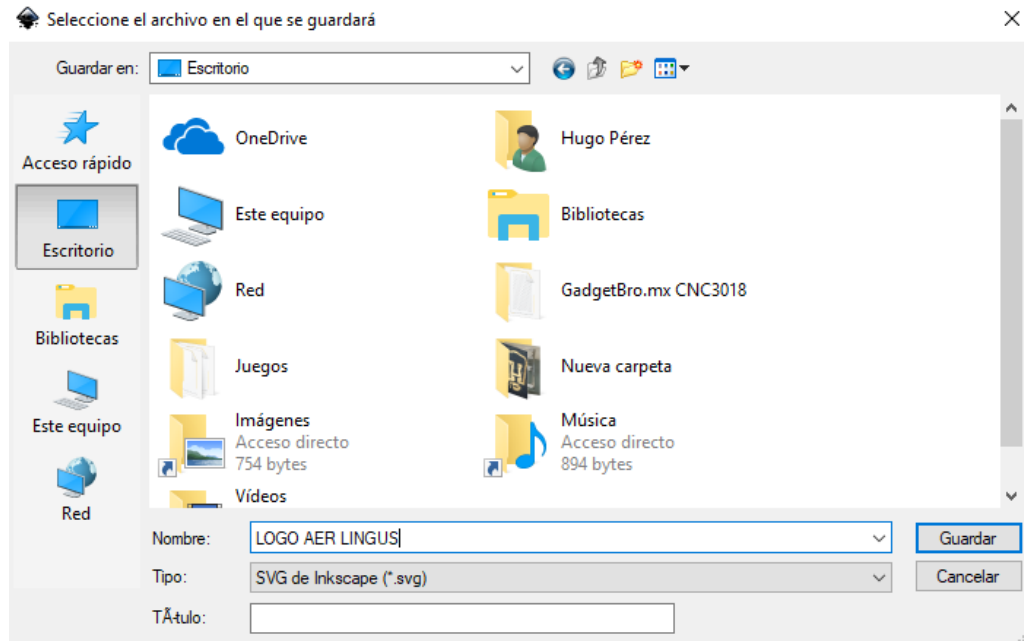 Seleccione el archivo en el que se guardará
Guardar en:
Escritorio
Acceso rápido
Escritorio
Bibliotecas
Este equipo
Red
OneDrive
Hugo Pérez
Este equipo
Bibliotecas
Red
GadgetBro.mx CNC3018
Juegos
Nueva carpeta
Imágenes
Acceso directo
754 bytes
Música
Acceso directo
894 bytes
Vídeos
Nombre:
LOGO AER LINGUS
Guardar
Tipo:
SVG de Inkscape (*.svg)
Cancelar
TÃ­tulo: